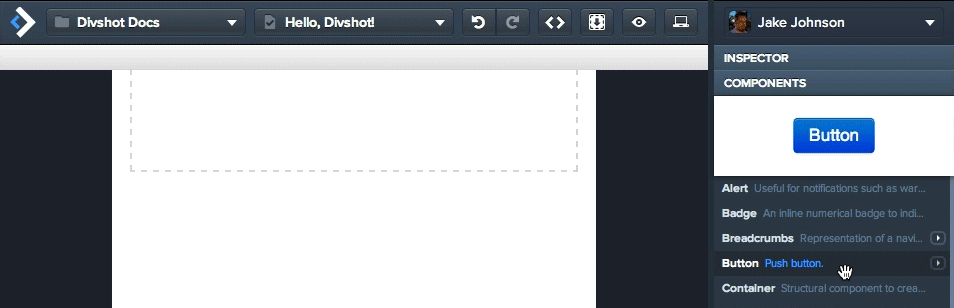 Divshot Docs
Hello, Divshot!
Jake Johnson
INSPECTOR
COMPONENTS
Button
Alert Useful for notifications such as war...
Badge An inline numerical badge to indi...
Breadcrumbs Representation of a navi...
Button Push button.
Container Structural component to crea...